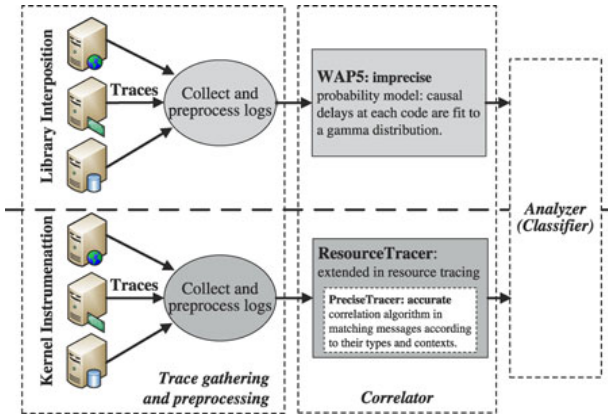 Library Interposition
Traces
Collect and
preprocess logs
WAP5: imprecise
probability model: causal
delays at each code are fit to
a gamma distribution.
Analyzer
(Classifier)
Kernel Instrumenattion
Traces
Collect and
preprocess logs
ResourceTracer:
extended in resource tracing
PreciseTracer: accurate
correlation algorithm in
matching messages according
to their types and contexts.
Trace gathering
and preprocessing
Correlator